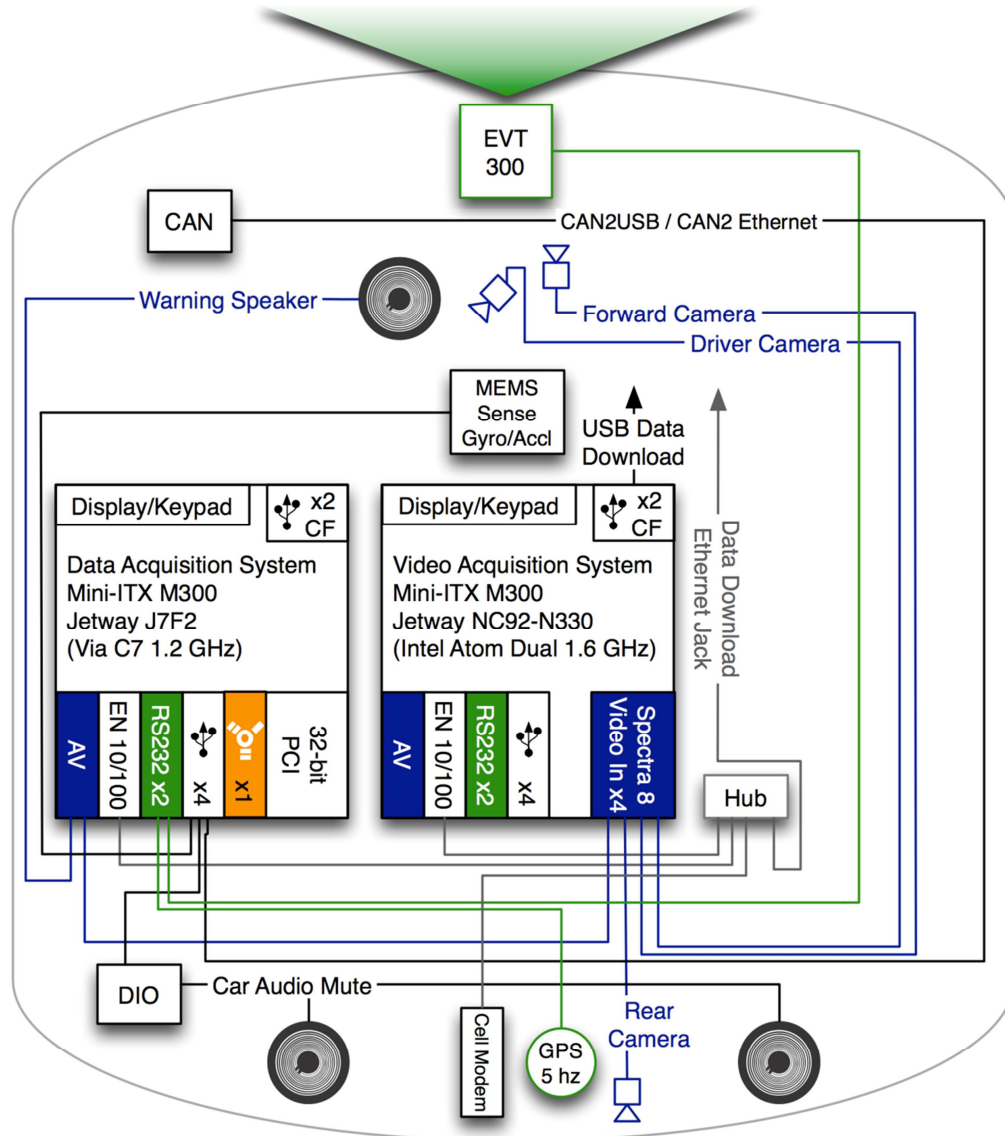 EVT
300
CAN
CAN2USB / CAN2 Ethernet
Warning Speaker
Forward Camera
Driver Camera
MEMS
Sense
Gyro/Accl
USB Data
Download
Data Download
Ethernet Jack
Display/Keypad
x2
CF
Data Acquisition System
Mini-ITX M300
Jetway J7F2
(Via C7 1.2 GHz)
AV
EN 10/100
RS232 x2
x4
x1
32-bit
PCI
Display/Keypad
x2
CF
Video Acquisition System
Mini-ITX M300
Jetway NC92-N330
(Intel Atom Dual 1.6 GHz)
AV
EN 10/100
RS232 x2
x4
Spectra 8
Video In x4
Hub
DIO
Car Audio Mute
Cell Modem
GPS
5 hz
Rear
Camera